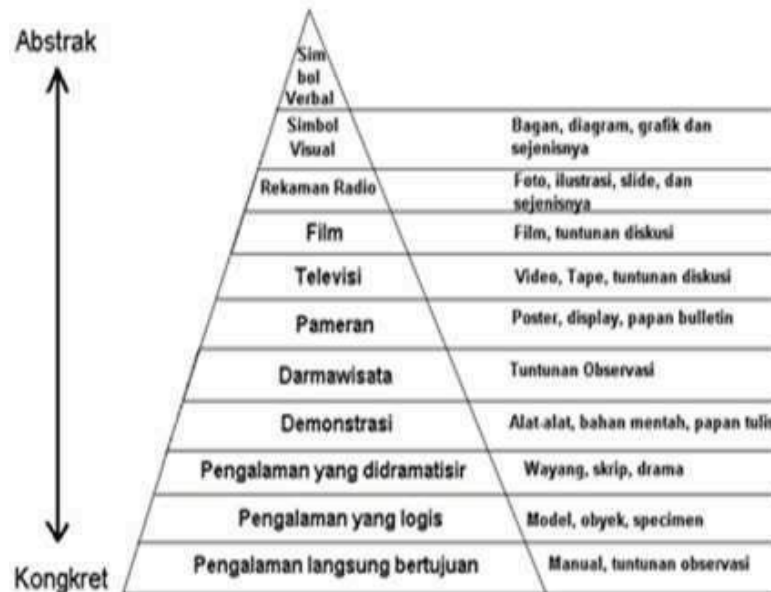 Abstrak
Sim
bol
Verbal
Simbol
Visual
Bagan, diagram, grafik dan
sejenisnya
Rekaman Radio
Foto, ilustrasi, slide, dan
sejenisnya
Film
Film, tuntunan diskusi
Televisi
Video, Tape, tuntunan diskusi
Pameran
Poster, display, papan bulletin
Darmawisata
Tuntunan Observasi
Demonstrasi
Alat-alat, bahan mentah, papan tulis
Pengalaman yang didramatisir
Wayang, skrip, drama
Pengalaman yang logis
Model, obyek, specimen
Kongkret
Pengalaman langsung bertujuan
Manual, tuntunan observasi